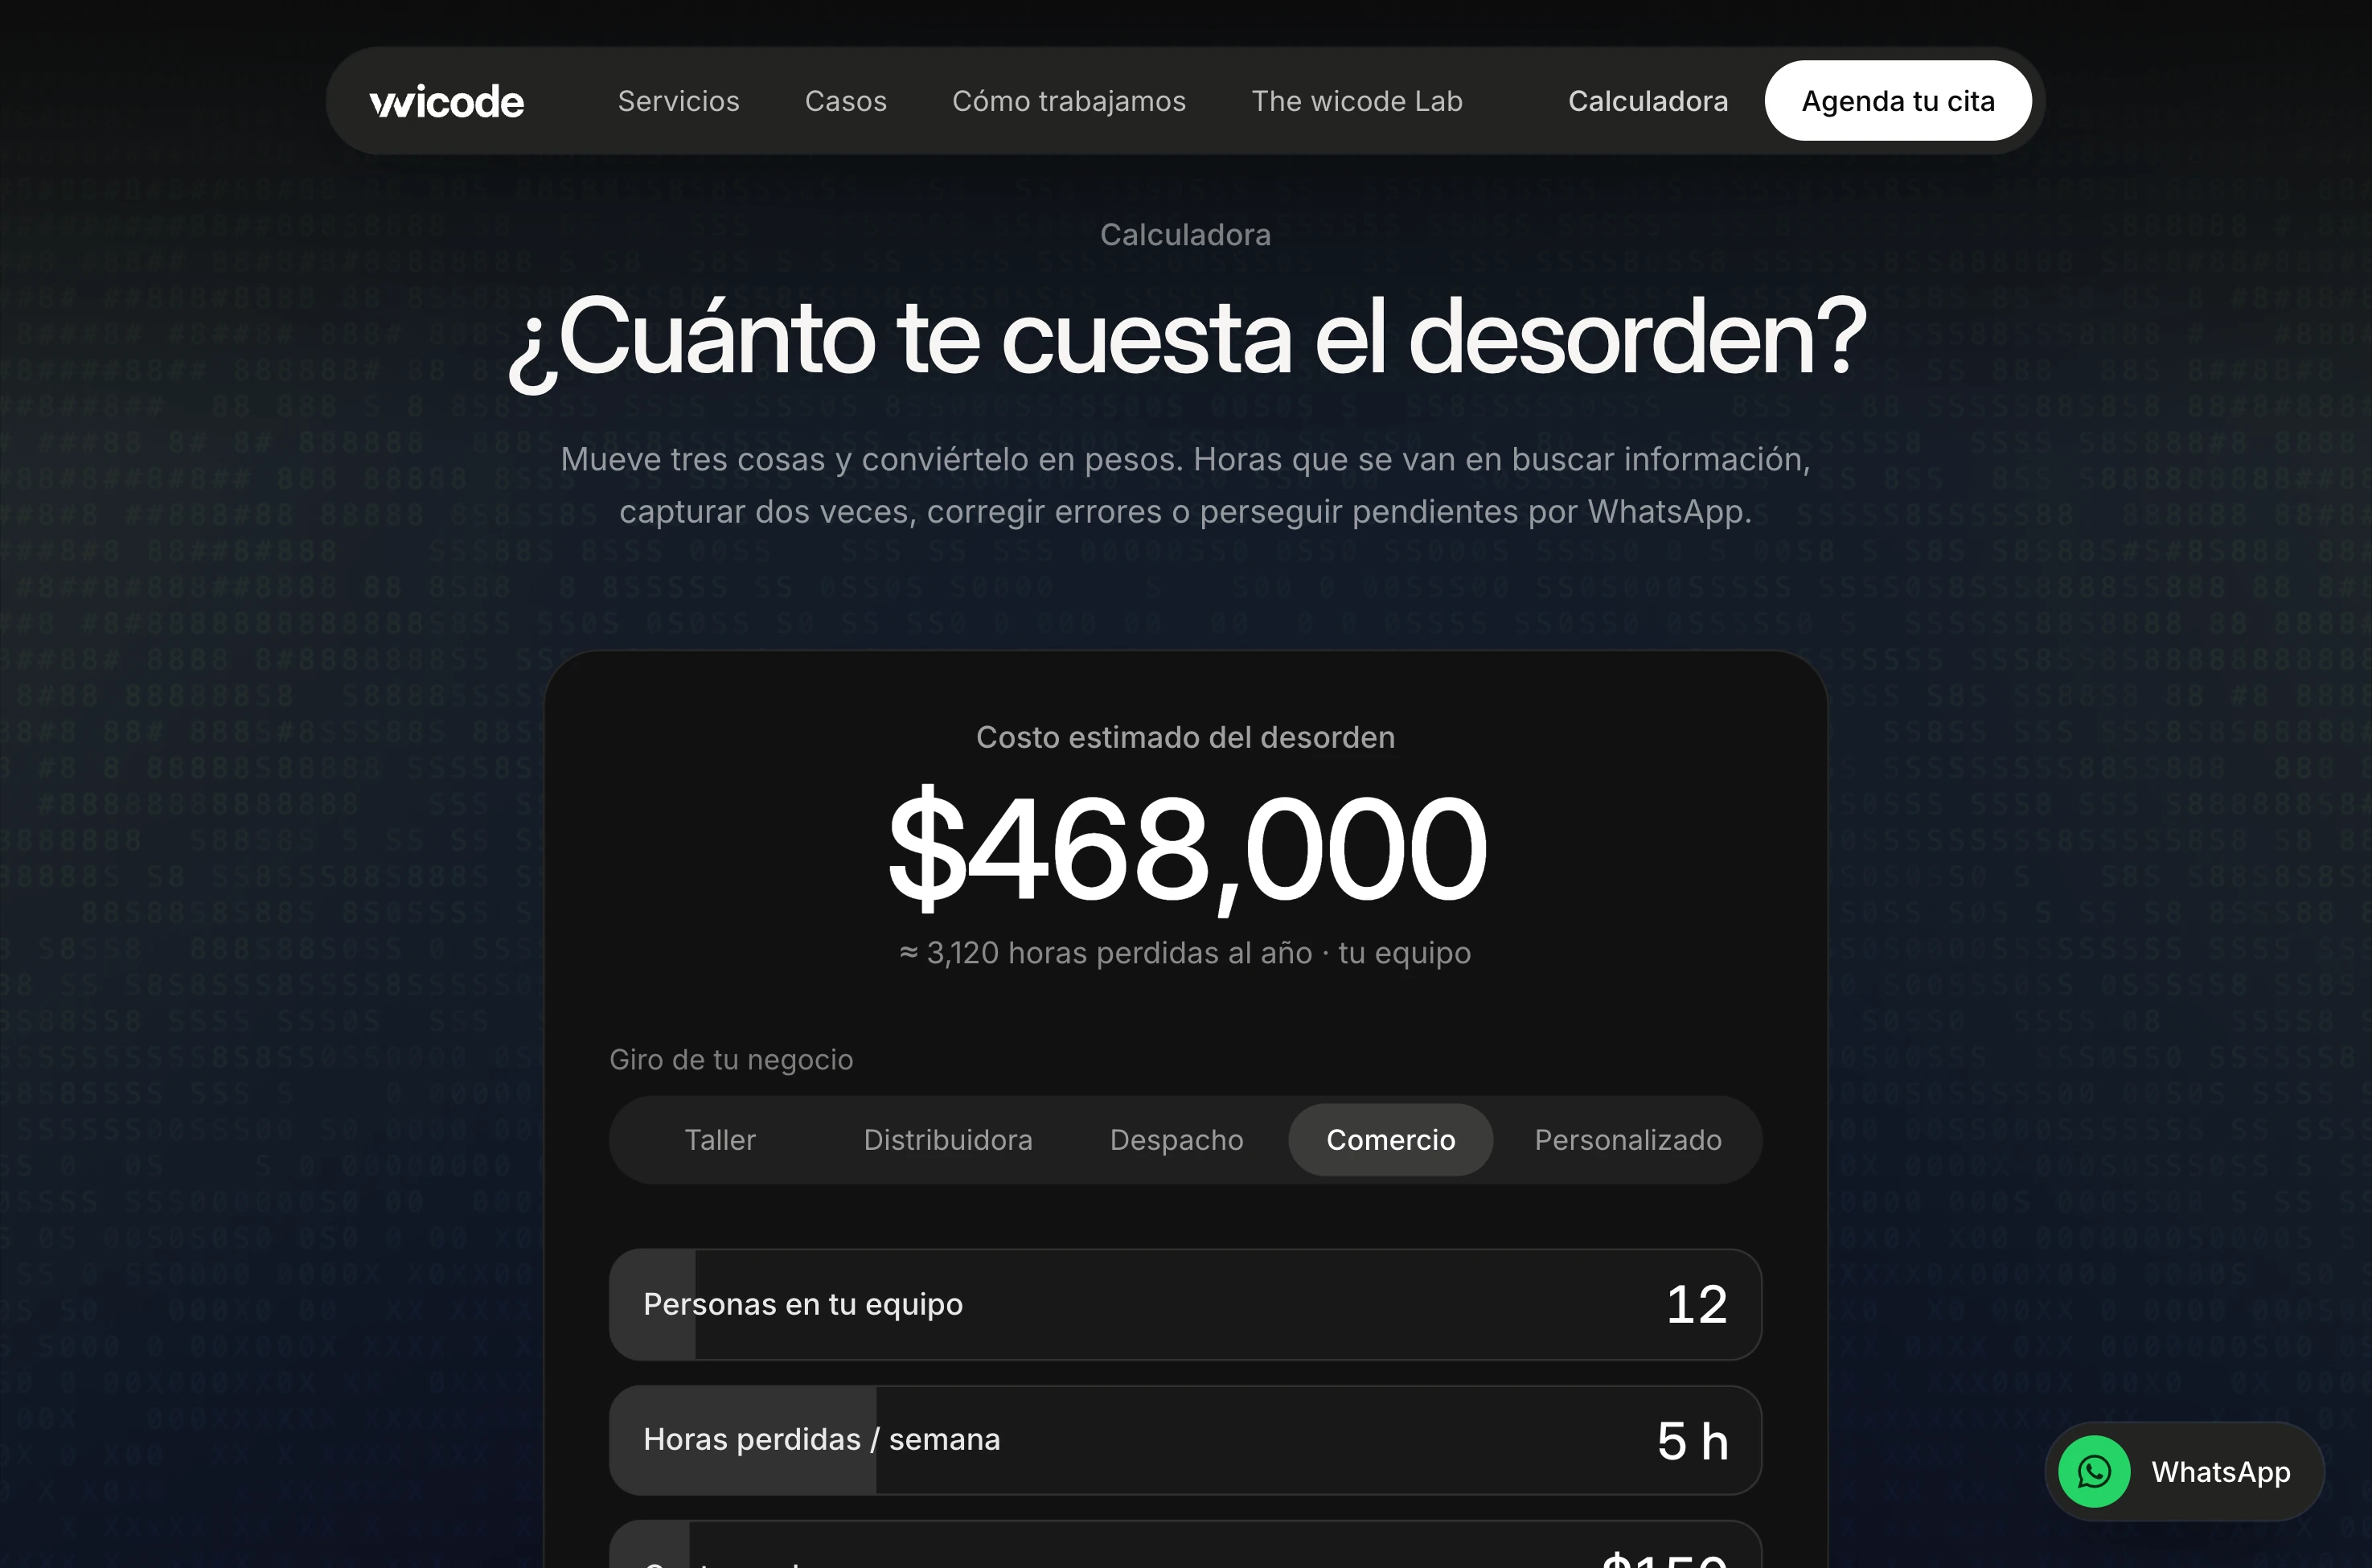 wicode Servicios Casos Cómo trabajamos The wicode Lab Calculadora Agenda tu cita
Calculadora
¿Cuánto te cuesta el desorden?
Mueve tres cosas y conviértelo en pesos. Horas que se van en buscar información,
capturar dos veces, corregir errores o perseguir pendientes por WhatsApp.
Costo estimado del desorden
$468,000
≈ 3,120 horas perdidas al año · tu equipo
Giro de tu negocio
Taller Distribuidora Despacho Comercio Personalizado
Personas en tu equipo 12
Horas perdidas / semana 5 h
WhatsApp
$150